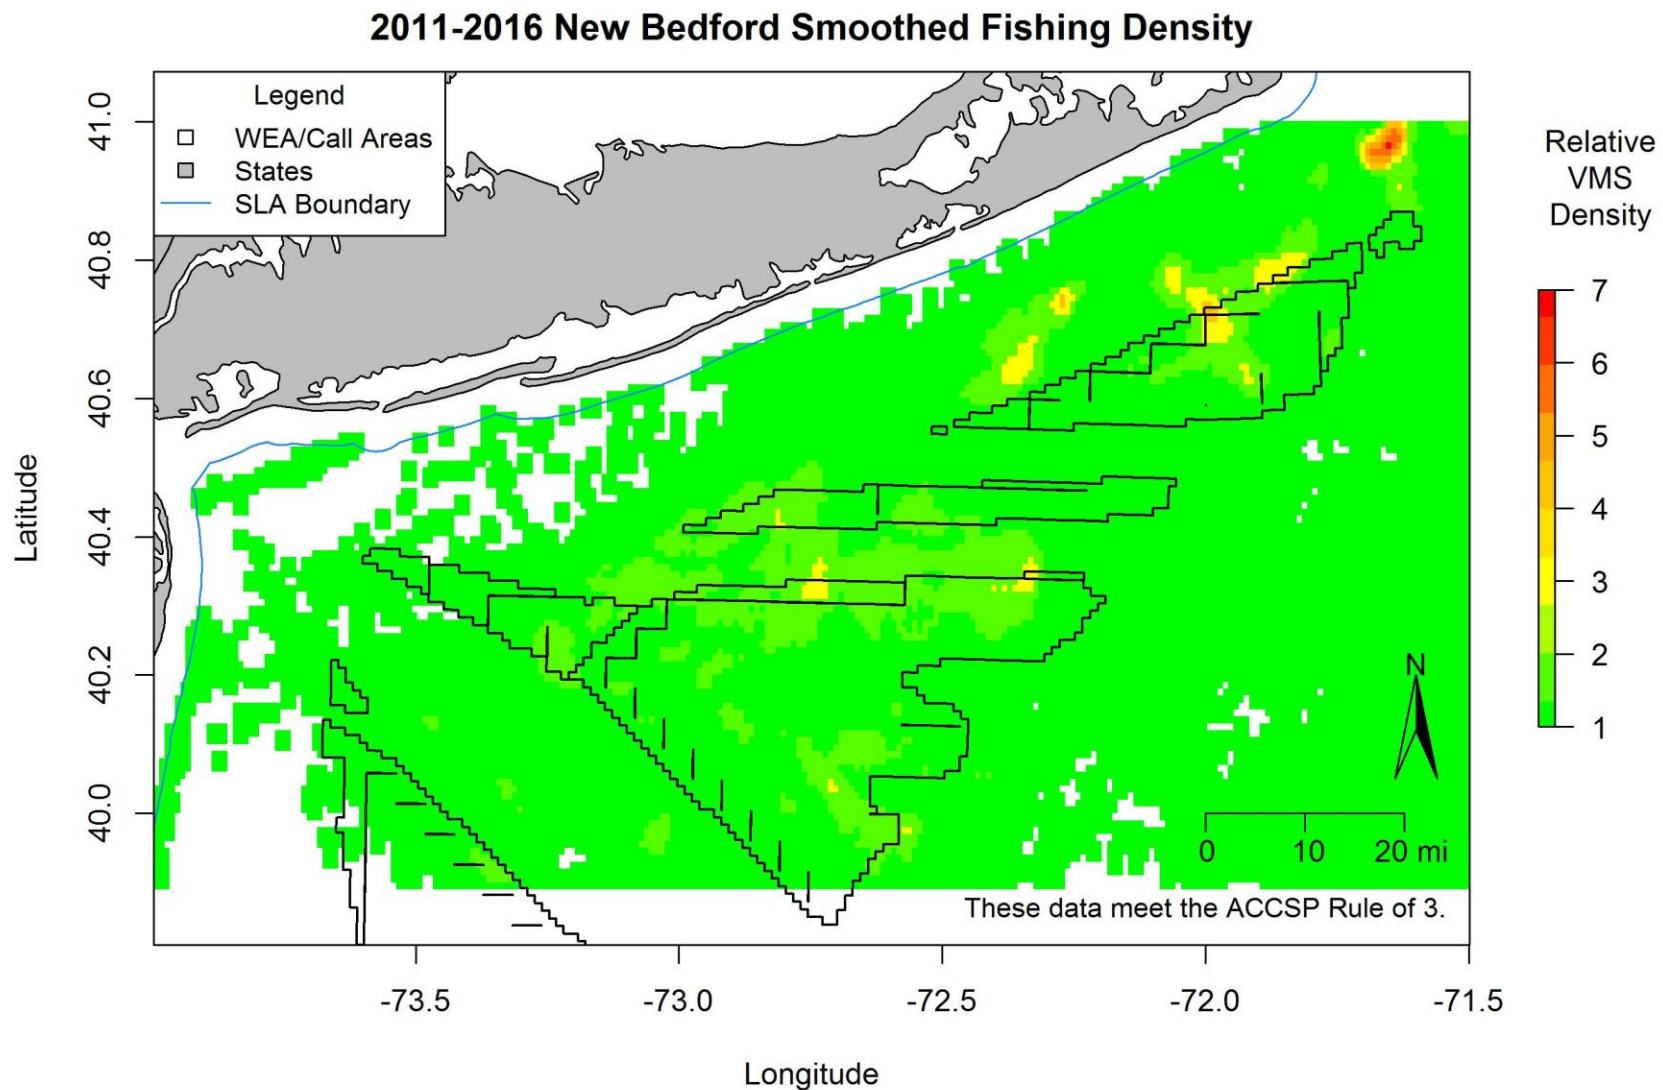 2011-2016 New Bedford Smoothed Fishing Density
Legend
WEA/Call Areas
States
SLA Boundary
Relative
VMS
Density
7
6
5
4
3
2
1
Latitude
41.0
40.8
40.6
40.4
40.2
40.0
N
0 10 20 mi
These data meet the ACCSP Rule of 3.
-73.5 -73.0 -72.5 -72.0 -71.5
Longitude